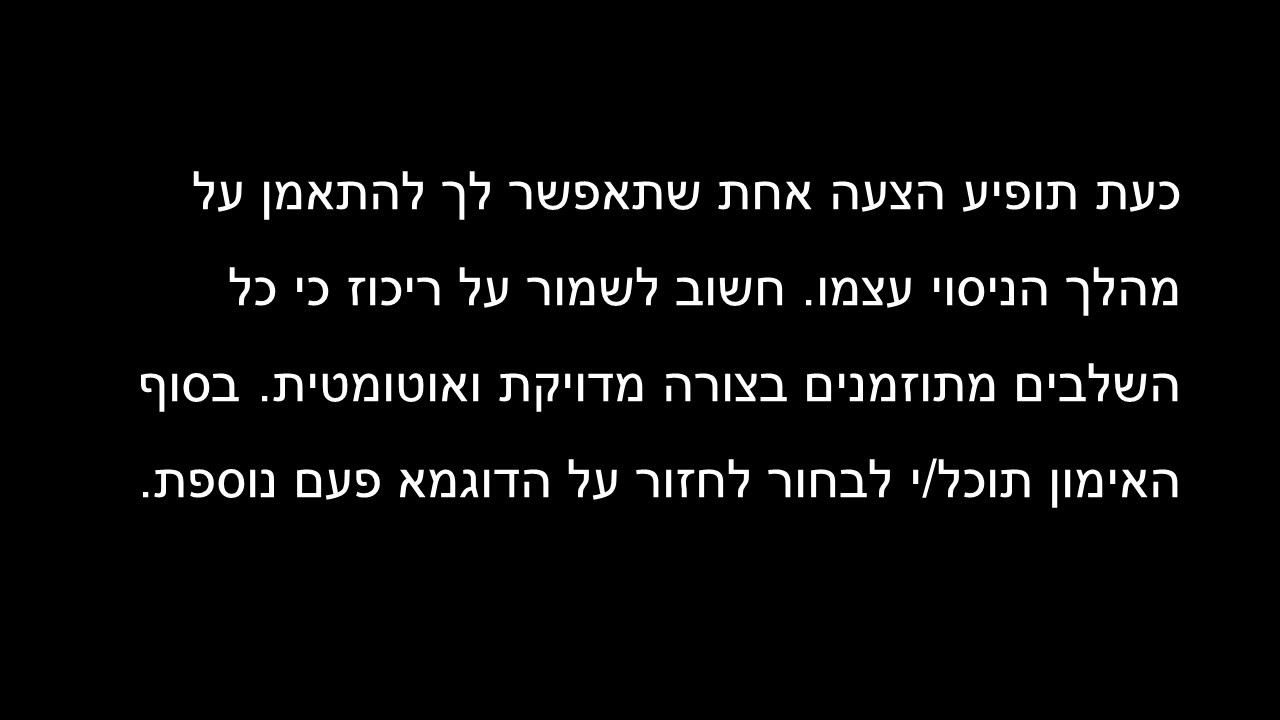 כעת תופיע הצעה אחת שתאפשר לך להתאמן על
מהלך הניסוי עצמו. חשוב לשמור על ריכוז כי כל
השלבים מתוזמנים בצורה מדויקת ואוטומטית. בסוף
האימון תוכל/י לבחור לחזור על הדוגמא פעם נוספת.